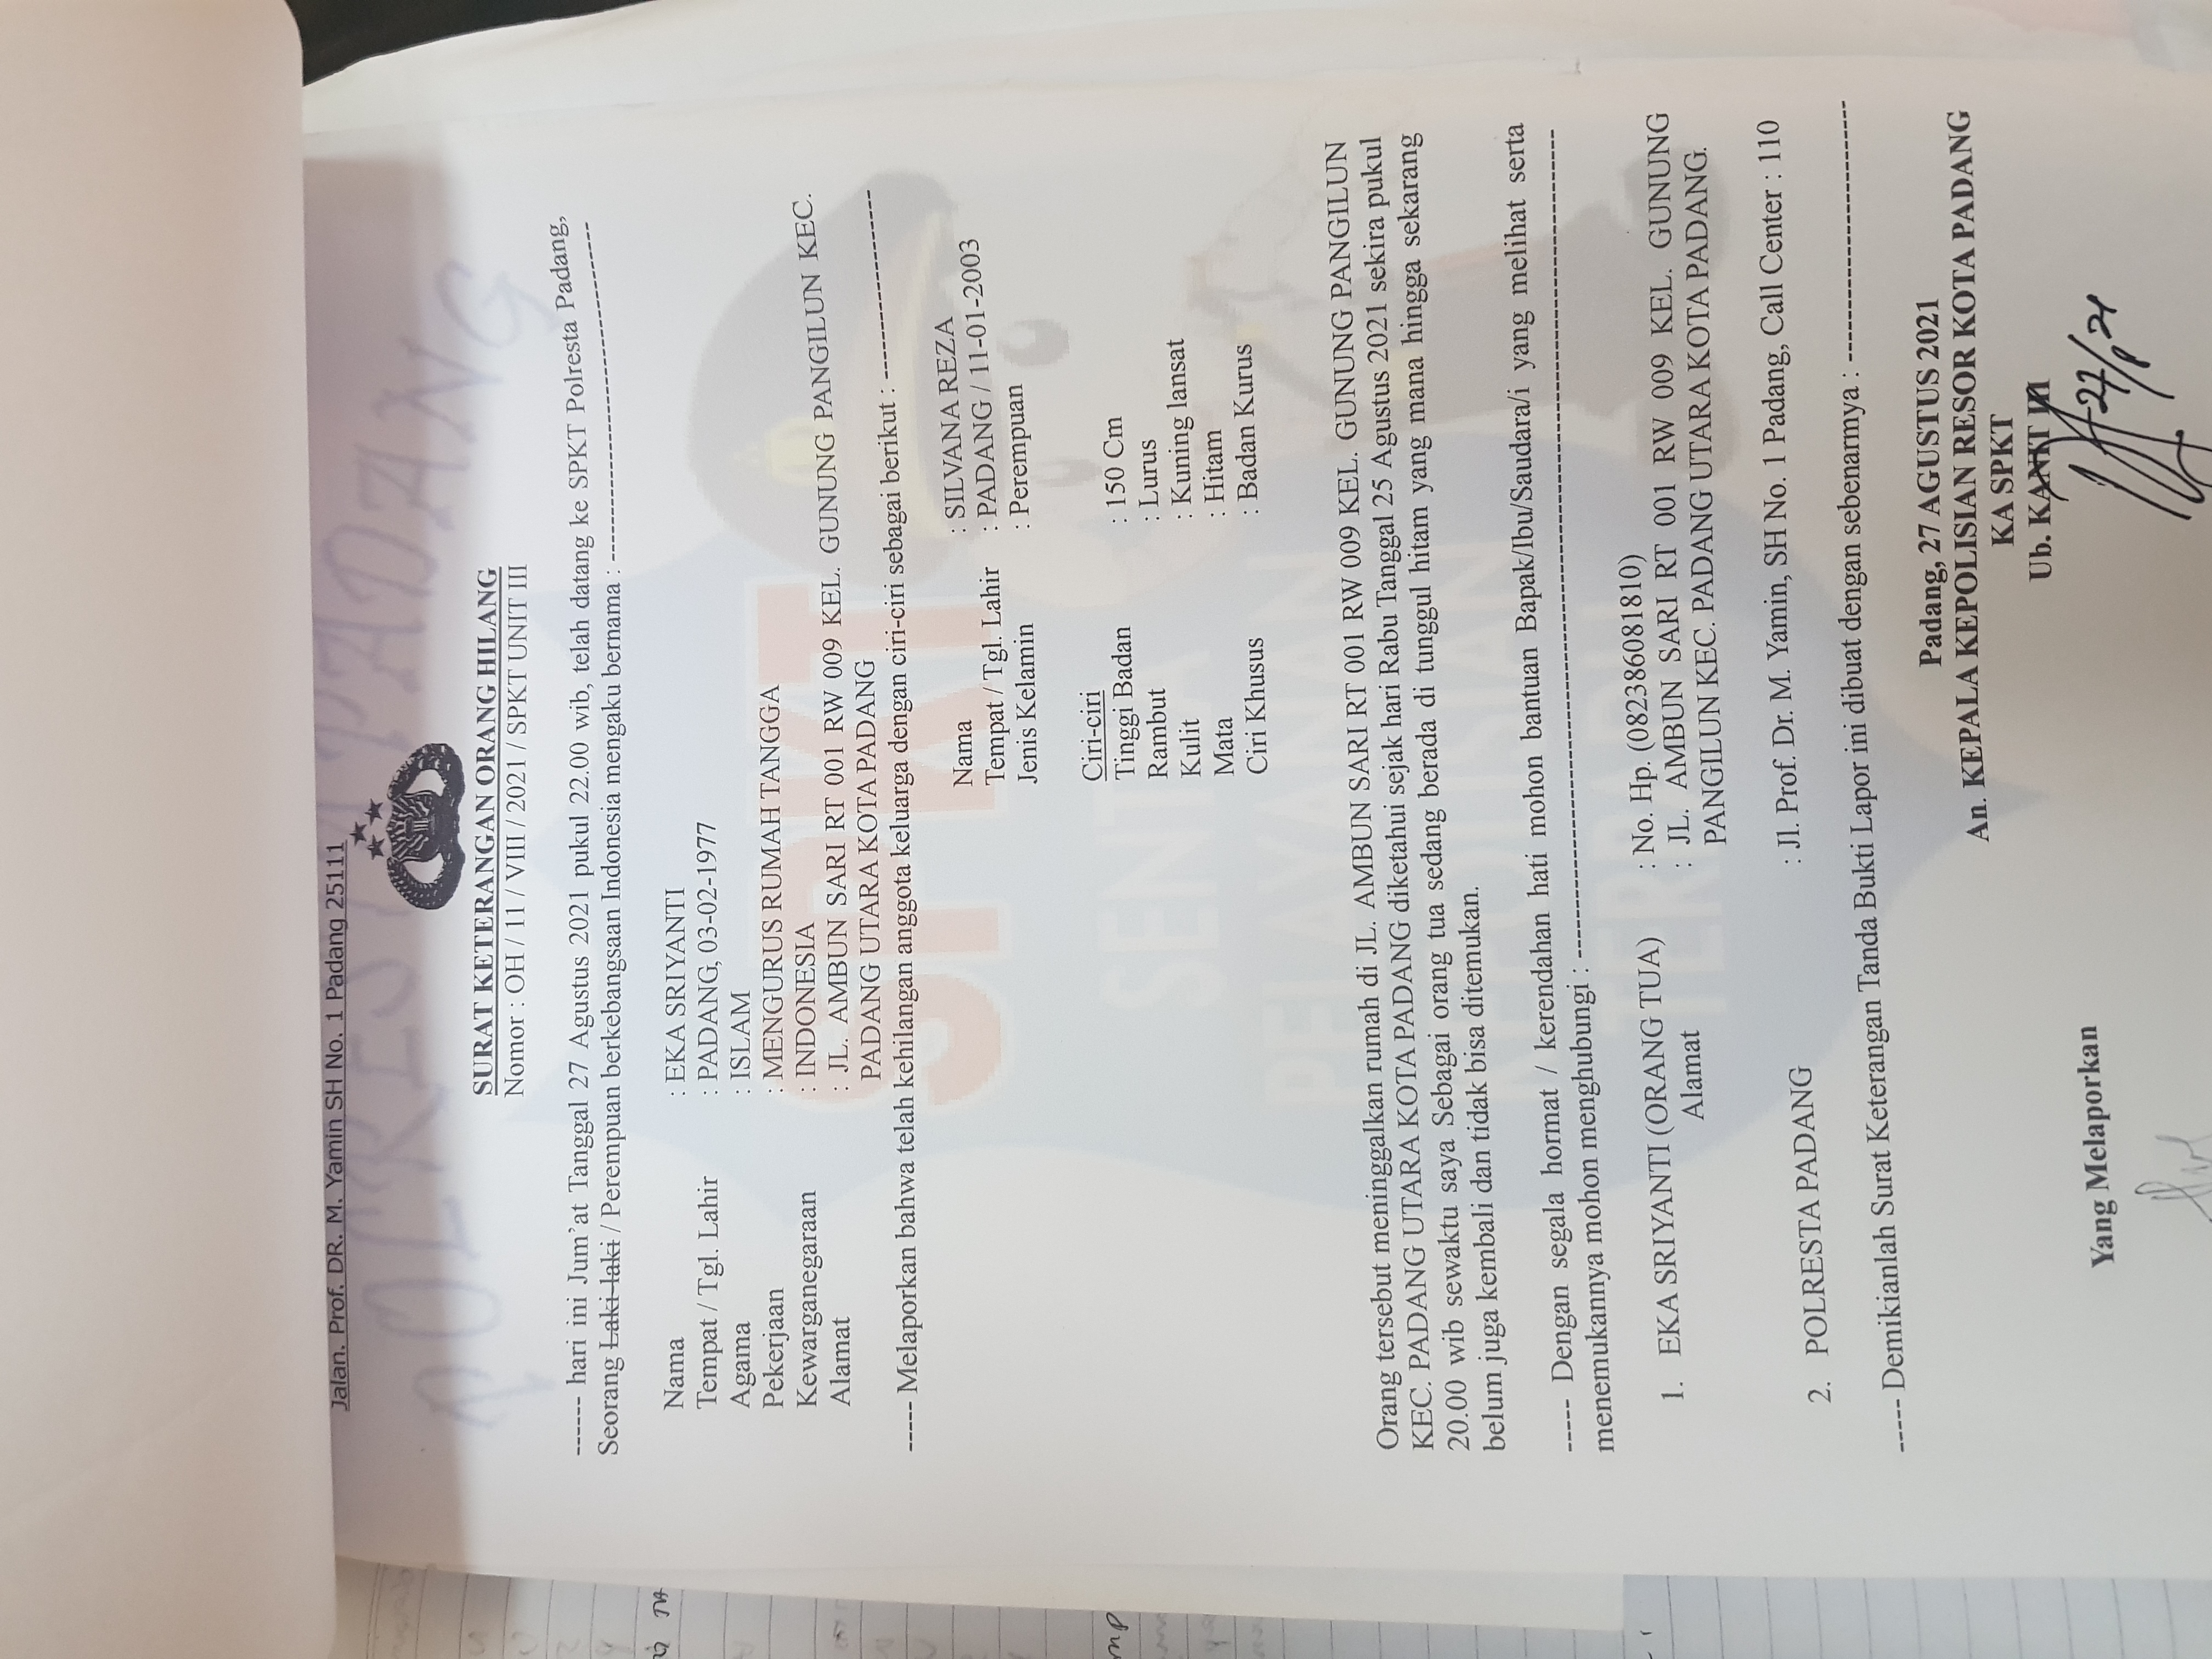 Jalan. Prof. DR. M. Yamin SH No. 1 Padang 25111
POLRESTA PADANG
SURAT KETERANGAN ORANG HILANG
Nomor : OH / 11 / VIII / 2021 / SPKT UNIT III
------ hari ini Jum'at Tanggal 27 Agustus 2021 pukul 22.00 wib, telah datang ke SPKT Polresta Padang,
Seorang Laki-laki / Perempuan berkebangsaan Indonesia mengaku bernama : ----------------------------------
Nama : EKA SRIYANTI
Tempat / Tgl. Lahir : PADANG, 03-02-1977
Agama : ISLAM
Pekerjaan : MENGURUS RUMAH TANGGA
Kewarganegaraan : INDONESIA
Alamat : JL. AMBUN SARI RT 001 RW 009 KEL. GUNUNG PANGILUN KEC.
PADANG UTARA KOTA PADANG
----- Melaporkan bahwa telah kehilangan anggota keluarga dengan ciri-ciri sebagai berikut : -------------------
Nama : SILVANA REZA
Tempat / Tgl. Lahir : PADANG / 11-01-2003
Jenis Kelamin : Perempuan
Ciri-ciri
Tinggi Badan : 150 Cm
Rambut : Lurus
Kulit : Kuning lansat
Mata : Hitam
Ciri Khusus : Badan Kurus
SPKT
SENTRA
PELAYANAN
KEPOLISIAN
TERPADU
Orang tersebut meninggalkan rumah di JL. AMBUN SARI RT 001 RW 009 KEL. GUNUNG PANGILUN
KEC. PADANG UTARA KOTA PADANG diketahui sejak hari Rabu Tanggal 25 Agustus 2021 sekira pukul
20.00 wib sewaktu saya Sebagai orang tua sedang berada di tunggul hitam yang mana hingga sekarang
belum juga kembali dan tidak bisa ditemukan.
----- Dengan segala hormat / kerendahan hati mohon bantuan Bapak/Ibu/Saudara/i yang melihat serta
menemukannya mohon menghubungi : ------------------------------------------------------------------------------------
1. EKA SRIYANTI (ORANG TUA) : No. Hp. (082386081810)
Alamat : JL. AMBUN SARI RT 001 RW 009 KEL. GUNUNG
PANGILUN KEC. PADANG UTARA KOTA PADANG.
2. POLRESTA PADANG : Jl. Prof. Dr. M. Yamin, SH No. 1 Padang, Call Center : 110
----- Demikianlah Surat Keterangan Tanda Bukti Lapor ini dibuat dengan sebenarmya : -------------------------
Padang, 27 AGUSTUS 2021
An. KEPALA KEPOLISIAN RESOR KOTA PADANG
KA SPKT
Ub. KANIT III
Yang Melaporkan
27/8 21